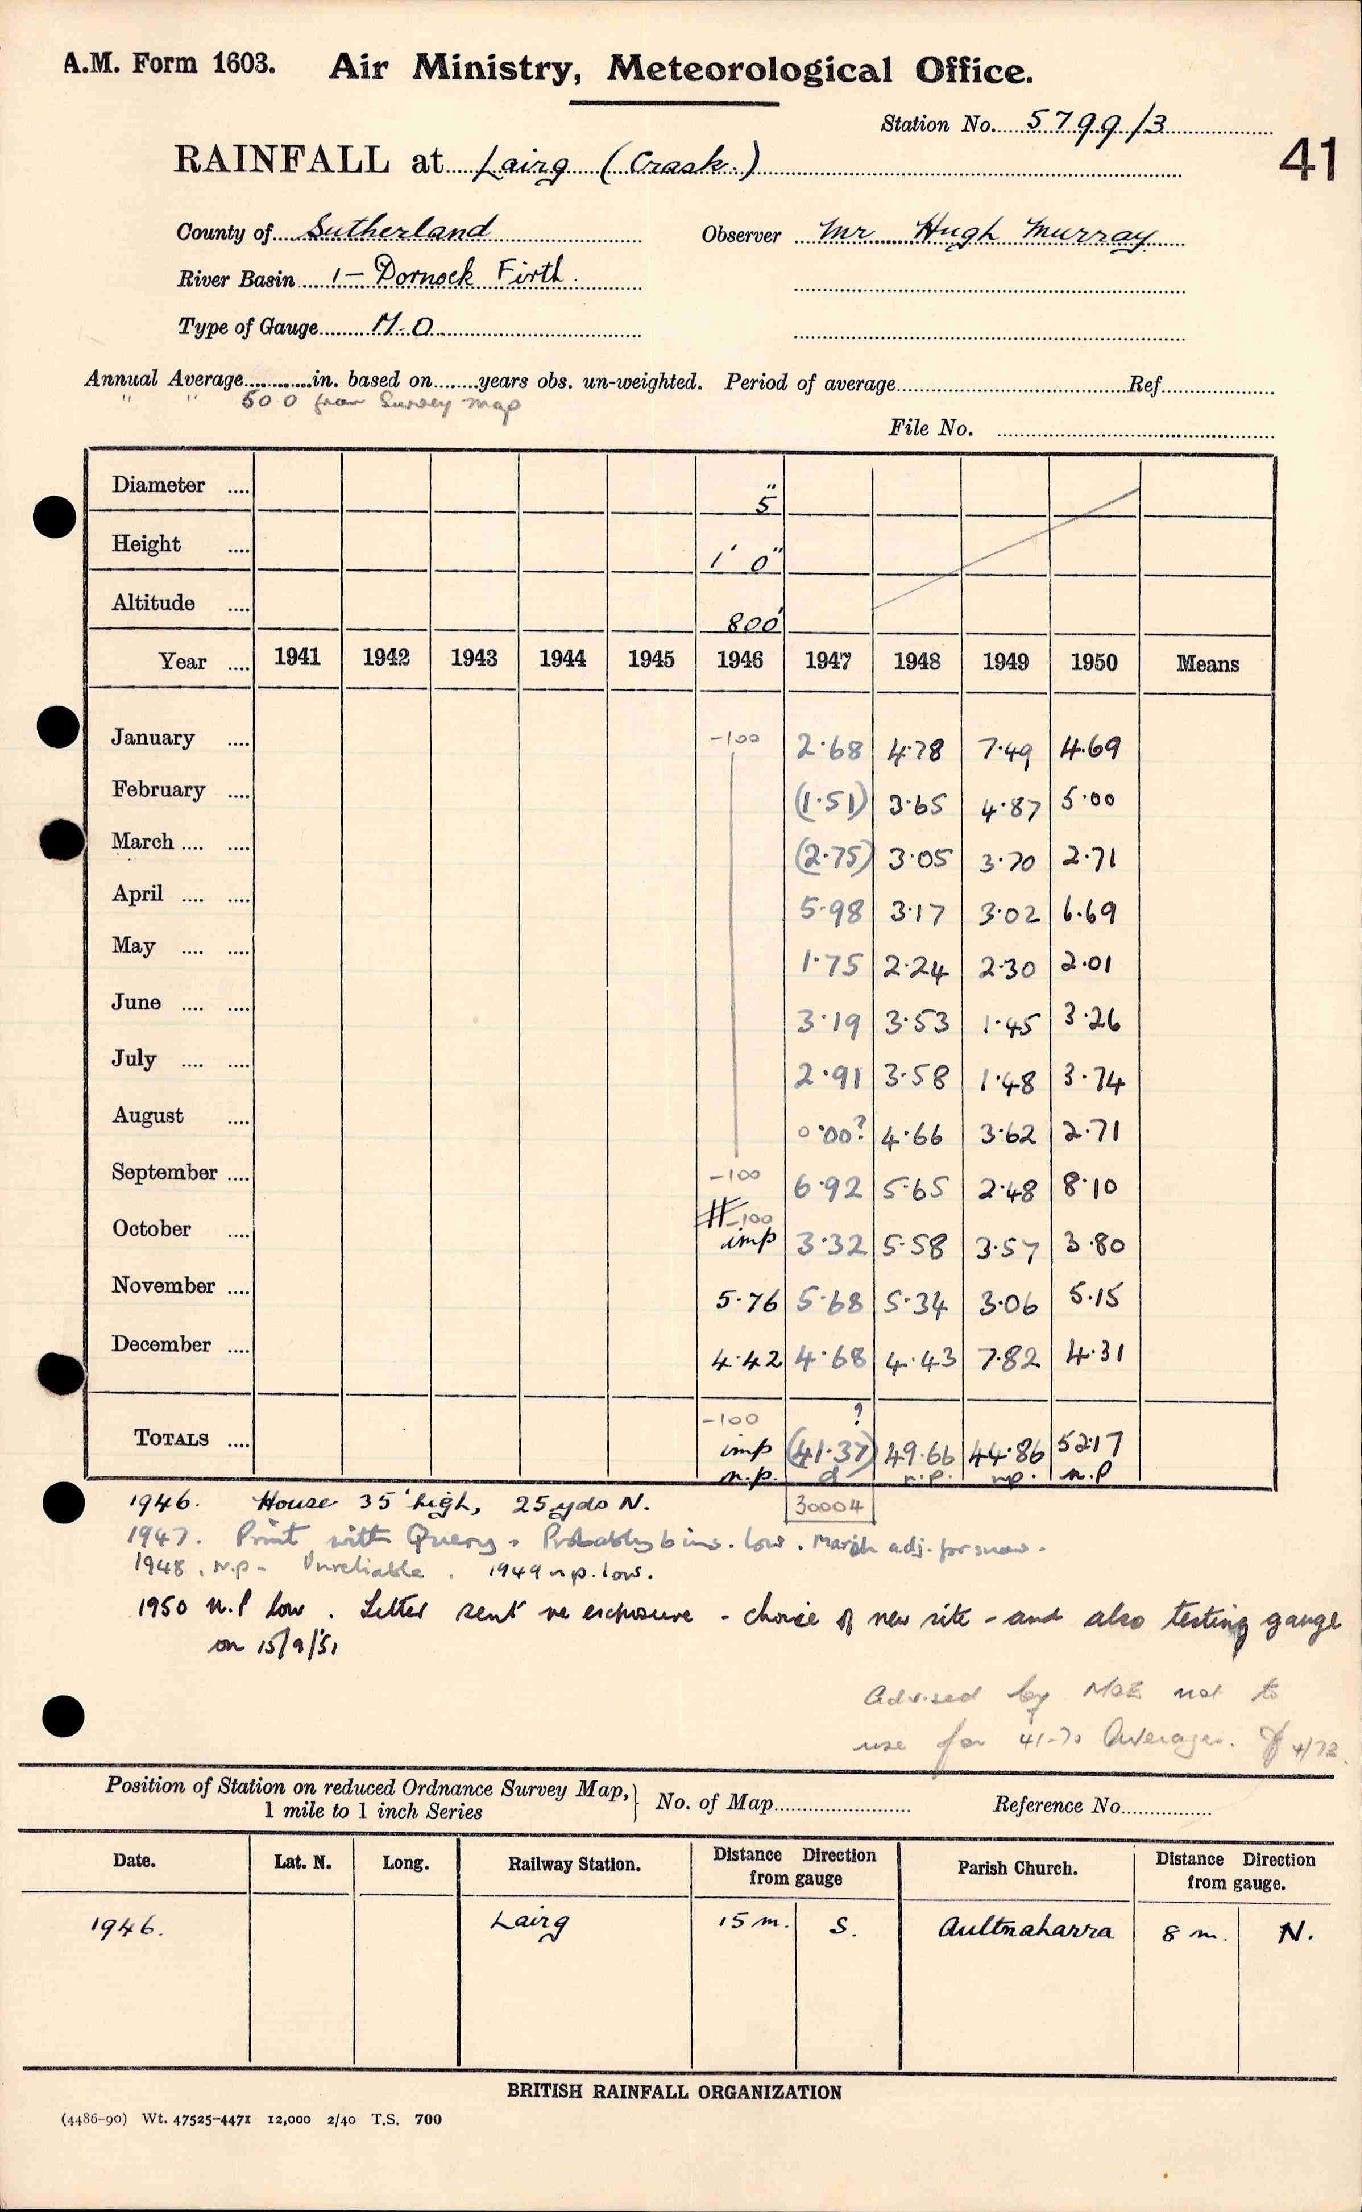 A.M. Form 1603. Air Ministry, Meteorological Office.
Station No. 5799/3
41
RAINFALL at Lairg (Crask.)
County of Sutherland Observer Mr Hugh Murray
River Basin 1 - Dornock Firth.
Type of Gauge M.O
Annual Average in. based on years obs. un-weighted. Period of average Ref.
" " 50 0 from Survey map
File No.
Diameter .... 5"
Height .... 1' 0"
Altitude .... 800'
Year .... 1941 1942 1943 1944 1945 1946 1947 1948 1949 1950 Means
January .... -100 2.68 4.78 7.49 4.69
February .... (1.51) 3.65 4.87 5.00
March .... .... (2.75) 3.05 3.70 2.71
April .... .... 5.98 3.17 3.02 6.69
May .... .... 1.75 2.24 2.30 2.01
June .... .... 3.19 3.53 1.45 3.26
July .... .... 2.91 3.58 1.48 3.74
August .... 0.00? 4.66 3.62 2.71
September .... -100 6.92 5.65 2.48 8.10
October .... # -100 imp 3.32 5.58 3.57 3.80
November .... 5.76 5.68 5.34 3.06 5.15
December .... 4.42 4.68 4.43 7.82 4.31
-100 ?
TOTALS .... imp (41.37) 49.66 44.86 52.17
n.p. d n.p. np. n.P
30004
1946. House 35' high, 25 yds N.
1947. Print with Query. Probably 6 ins. low. March adj. for snow.
1948. n.p - Unreliable. 1949 n.p. low.
1950 n.P low. Letter sent re exposure - choice of new site - and also testing gauge
on 15/9/51
Advised by MOE not to
use for 41-70 Averages. 4/72.
Position of Station on reduced Ordnance Survey Map, } No. of Map Reference No.
1 mile to 1 inch Series
Date. Lat. N. Long. Railway Station. Distance Direction from gauge Parish Church. Distance Direction from gauge.
1946. Lairg 15 m. S. Aultnaharra 8 m. N.
BRITISH RAINFALL ORGANIZATION
(4486-90) Wt. 47525-4471 12,000 2/40 T.S. 700